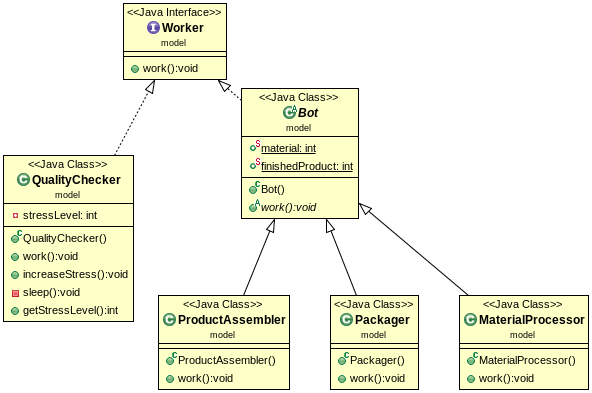 <<Java Interface>>
Worker
model
work():void
<<Java Class>>
Bot
model
material: int
finishedProduct: int
Bot()
work():void
<<Java Class>>
QualityChecker
model
stressLevel: int
QualityChecker()
work():void
increaseStress():void
sleep():void
getStressLevel():int
<<Java Class>>
ProductAssembler
model
ProductAssembler()
work():void
<<Java Class>>
Packager
model
Packager()
work():void
<<Java Class>>
MaterialProcessor
model
MaterialProcessor()
work():void